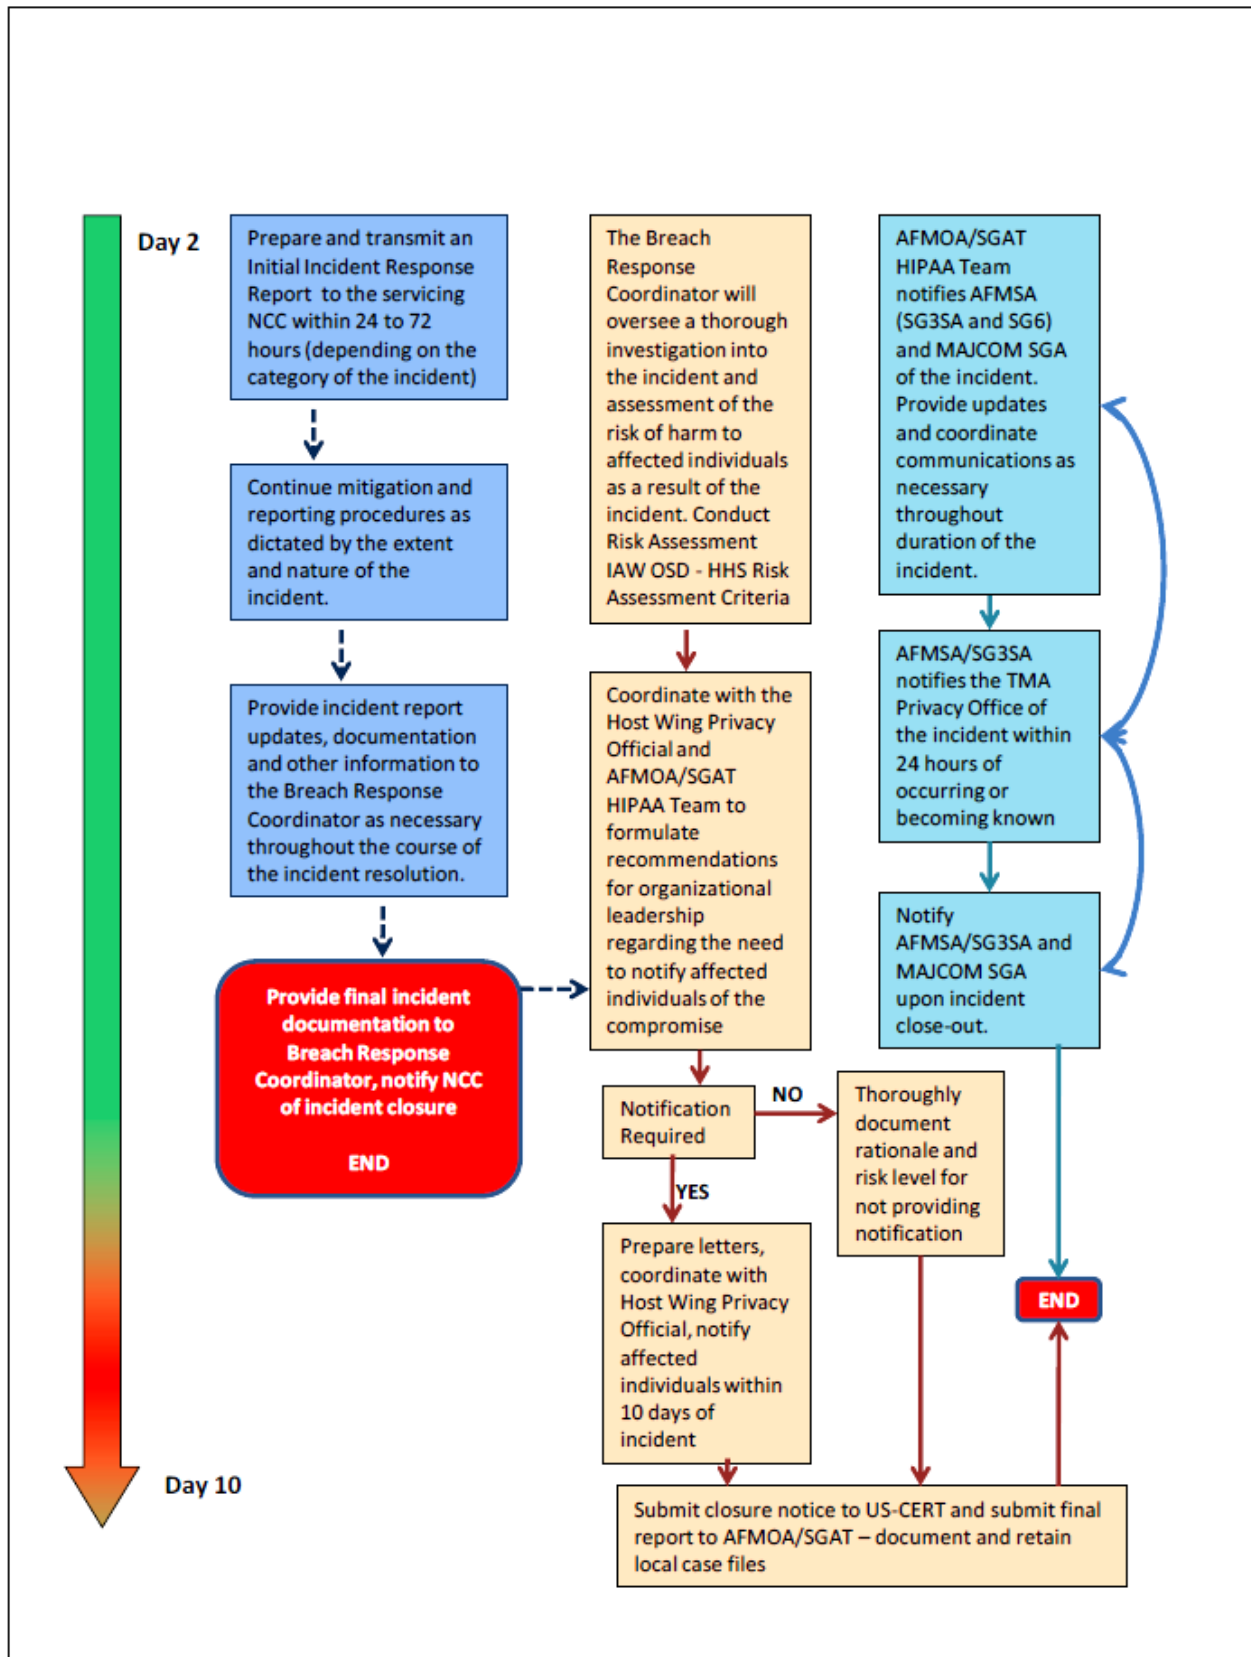 Day 2
Prepare and transmit an
Initial Incident Response
Report to the servicing
NCC within 24 to 72
hours (depending on the
category of the incident)
Continue mitigation and
reporting procedures as
dictated by the extent
and nature of the
incident.
Provide incident report
updates, documentation
and other information to
the Breach Response
Coordinator as necessary
throughout the course of
the incident resolution.
Provide final incident
documentation to
Breach Response
Coordinator, notify NCC
of incident closure
END
The Breach
Response
Coordinator will
oversee a thorough
investigation into
the incident and
assessment of the
risk of harm to
affected individuals
as a result of the
incident. Conduct
Risk Assessment
IAW OSD - HHS Risk
Assessment Criteria
Coordinate with the
Host Wing Privacy
Official and
AFMOA/SGAT
HIPAA Team to
formulate
recommendations
for organizational
leadership
regarding the need
to notify affected
individuals of the
compromise
Notification
Required
NO
Thoroughly
document
rationale and
risk level for
not providing
notification
YES
Prepare letters,
coordinate with
Host Wing Privacy
Official, notify
affected
individuals within
10 days of
incident
AFMOA/SGAT
HIPAA Team
notifies AFMSA
(SG3SA and SG6)
and MAJCOM SGA
of the incident.
Provide updates
and coordinate
communications as
necessary
throughout
duration of the
incident.
AFMSA/SG3SA
notifies the TMA
Privacy Office of
the incident within
24 hours of
occurring or
becoming known
Notify
AFMSA/SG3SA and
MAJCOM SGA
upon incident
close-out.
END
Day 10
Submit closure notice to US-CERT and submit final
report to AFMOA/SGAT – document and retain
local case files